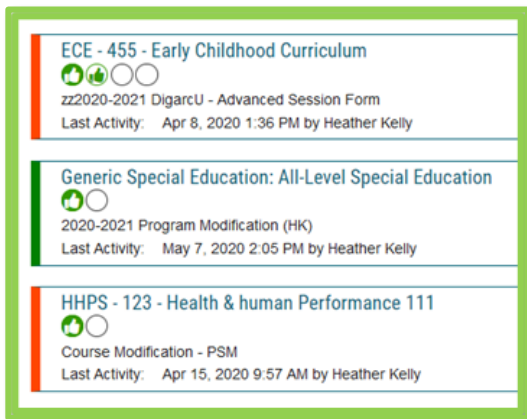 ECE - 455 - Early Childhood Curriculum
zz2020-2021 DigarcU - Advanced Session Form
Last Activity: Apr 8, 2020 1:36 PM by Heather Kelly
Generic Special Education: All-Level Special Education
2020-2021 Program Modification (HK)
Last Activity: May 7, 2020 2:05 PM by Heather Kelly
HHPS - 123 - Health & human Performance 111
Course Modification - PSM
Last Activity: Apr 15, 2020 9:57 AM by Heather Kelly